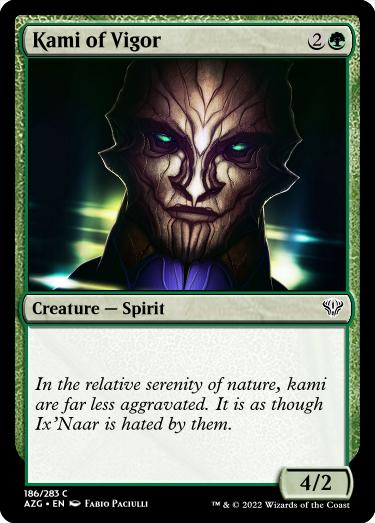 Kami of Vigor 2
Creature — Spirit
In the relative serenity of nature, kami
are far less aggravated. It is as though
Ix'Naar is hated by them.
4/2
186/283 C
AZG • EN Fabio Paciulli
™ & © 2022 Wizards of the Coast